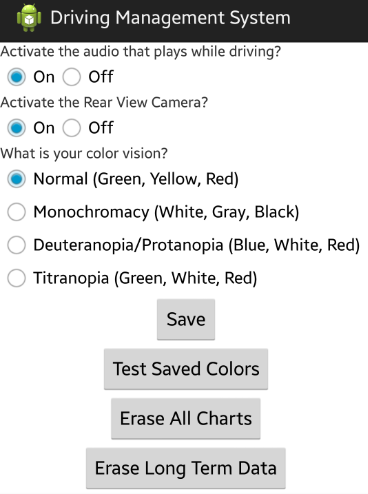 Driving Management System
Activate the audio that plays while driving?
On Off
Activate the Rear View Camera?
On Off
What is your color vision?
Normal (Green, Yellow, Red)
Monochromacy (White, Gray, Black)
Deuteranopia/Protanopia (Blue, White, Red)
Titranopia (Green, White, Red)
Save
Test Saved Colors
Erase All Charts
Erase Long Term Data